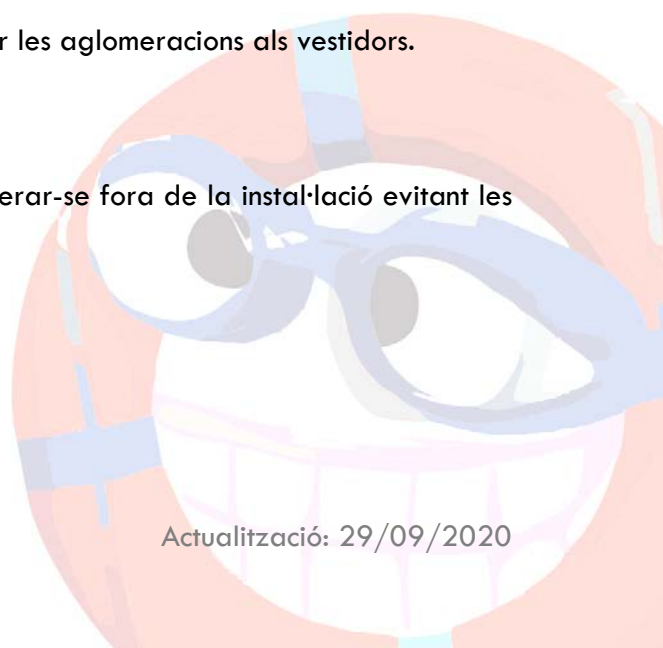 r les aglomeracions als vestidors.
erar-se fora de la instal·lació evitant les
Actualització: 29/09/2020